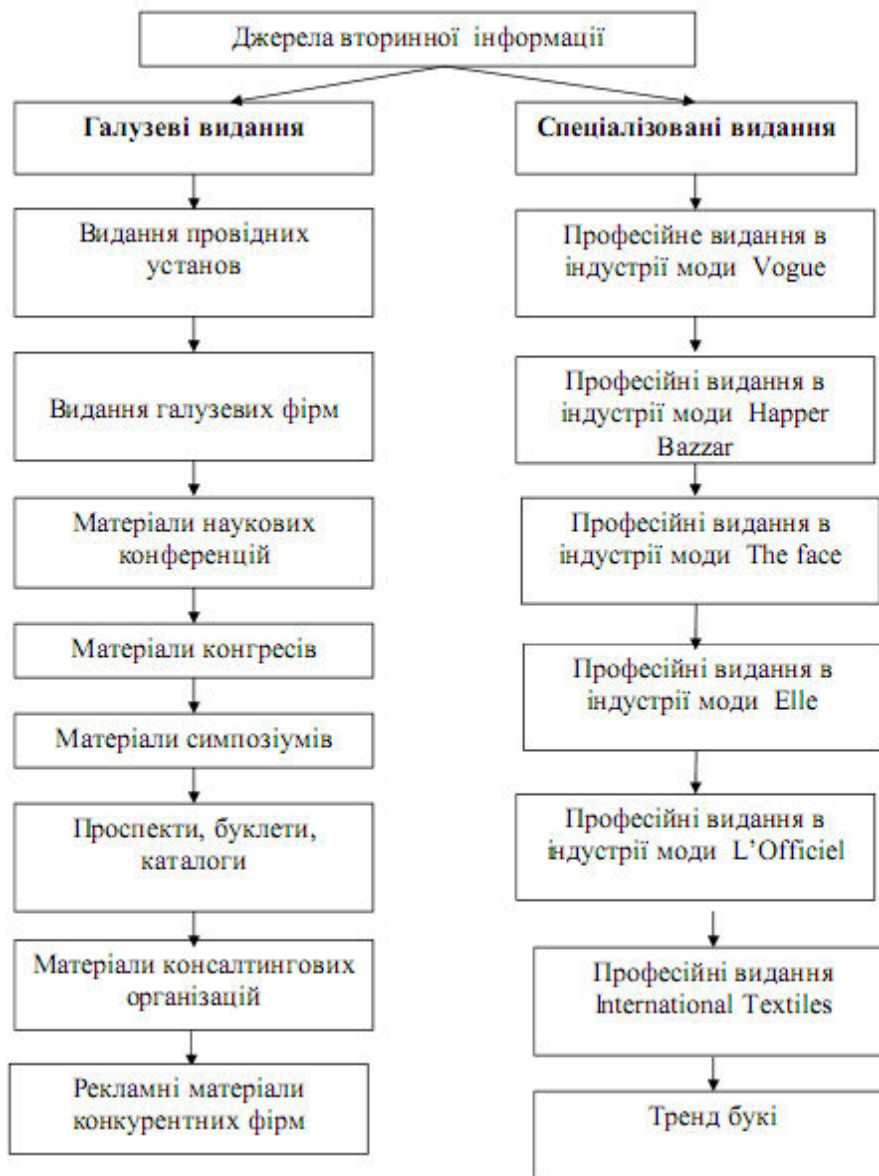 Джерела вторинної інформації
Галузеві видання
Видання провідних
установ
Видання галузевих фірм
Матеріали наукових
конференцій
Матеріали конгресів
Матеріали симпозіумів
Проспекти, буклети,
каталоги
Матеріали консалтингових
організацій
Рекламні матеріали
конкурентних фірм
Спеціалізовані видання
Професійне видання в
індустрії моди Vogue
Професійні видання в
індустрії моди Happer
Bazzar
Професійні видання в
індустрії моди The face
Професійні видання в
індустрії моди Elle
Професійні видання в
індустрії моди L’Officiel
Професійні видання
International Textiles
Тренд букі